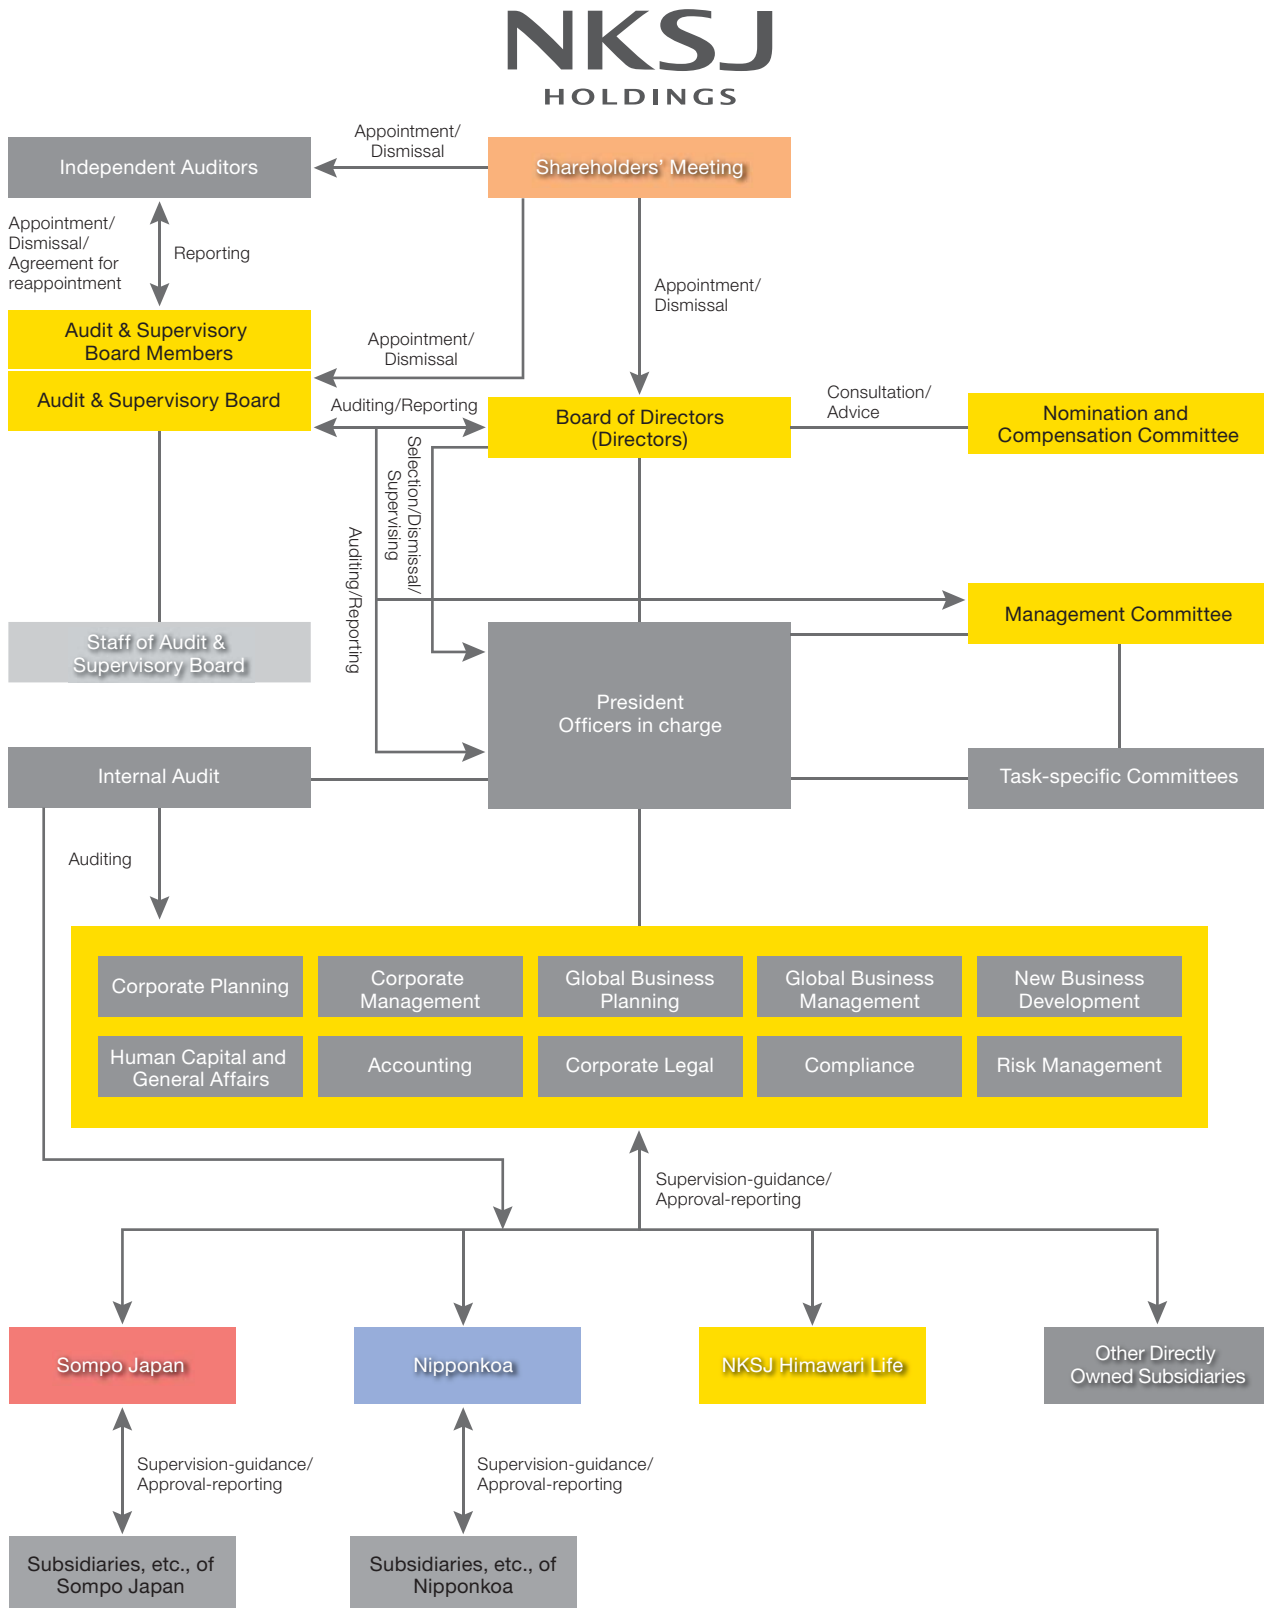 NKSJ
HOLDINGS
Independent Auditors
Appointment/
Dismissal
Shareholders' Meeting
Appointment/
Dismissal/
Agreement for
reappointment
Reporting
Appointment/
Dismissal
Audit & Supervisory
Board Members
Appointment/
Dismissal
Audit & Supervisory Board
Auditing/Reporting
Board of Directors
(Directors)
Consultation/
Advice
Nomination and
Compensation Committee
Selection/Dismissal/
Supervising
Auditing/Reporting
Management Committee
Staff of Audit &
Supervisory Board
President
Officers in charge
Internal Audit
Task-specific Committees
Auditing
Corporate Planning
Corporate
Management
Global Business
Planning
Global Business
Management
New Business
Development
Human Capital and
General Affairs
Accounting
Corporate Legal
Compliance
Risk Management
Supervision-guidance/
Approval-reporting
Sompo Japan
Nipponkoa
NKSJ Himawari Life
Other Directly
Owned Subsidiaries
Supervision-guidance/
Approval-reporting
Supervision-guidance/
Approval-reporting
Subsidiaries, etc., of
Sompo Japan
Subsidiaries, etc., of
Nipponkoa